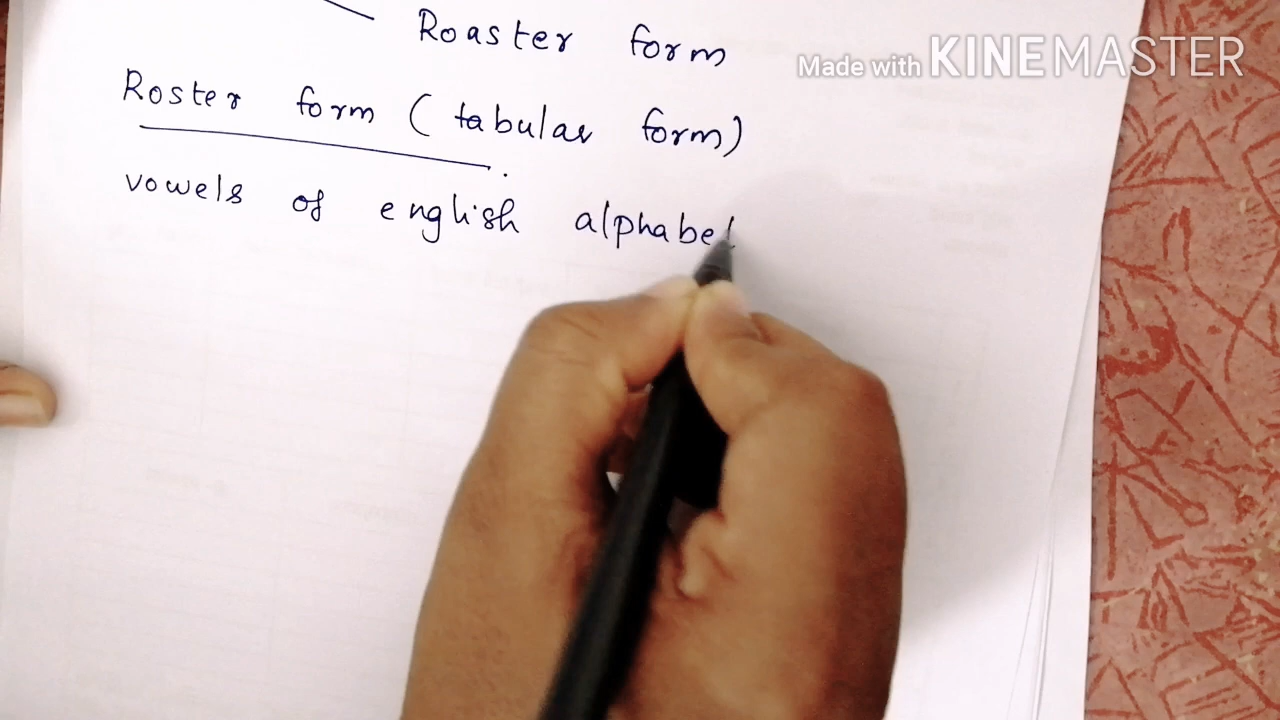 Roaster form
Made with KINEMASTER
Roster form (tabular form)
vowels of english alphabet